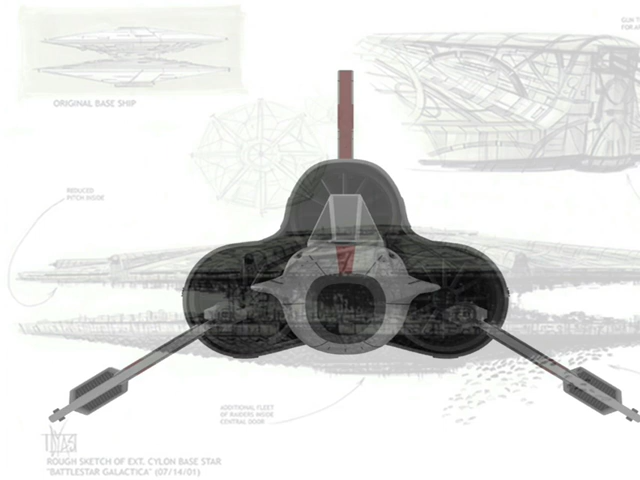 ORIGINAL BASE SHIP
REDUCED
PITCH INSIDE
ADDITIONAL FLEET
OF RAIDERS INSIDE
CENTRAL DOOR
ROUGH SKETCH OF EXT. CYLON BASE STAR
"BATTLESTAR GALACTICA" (07/14/01)